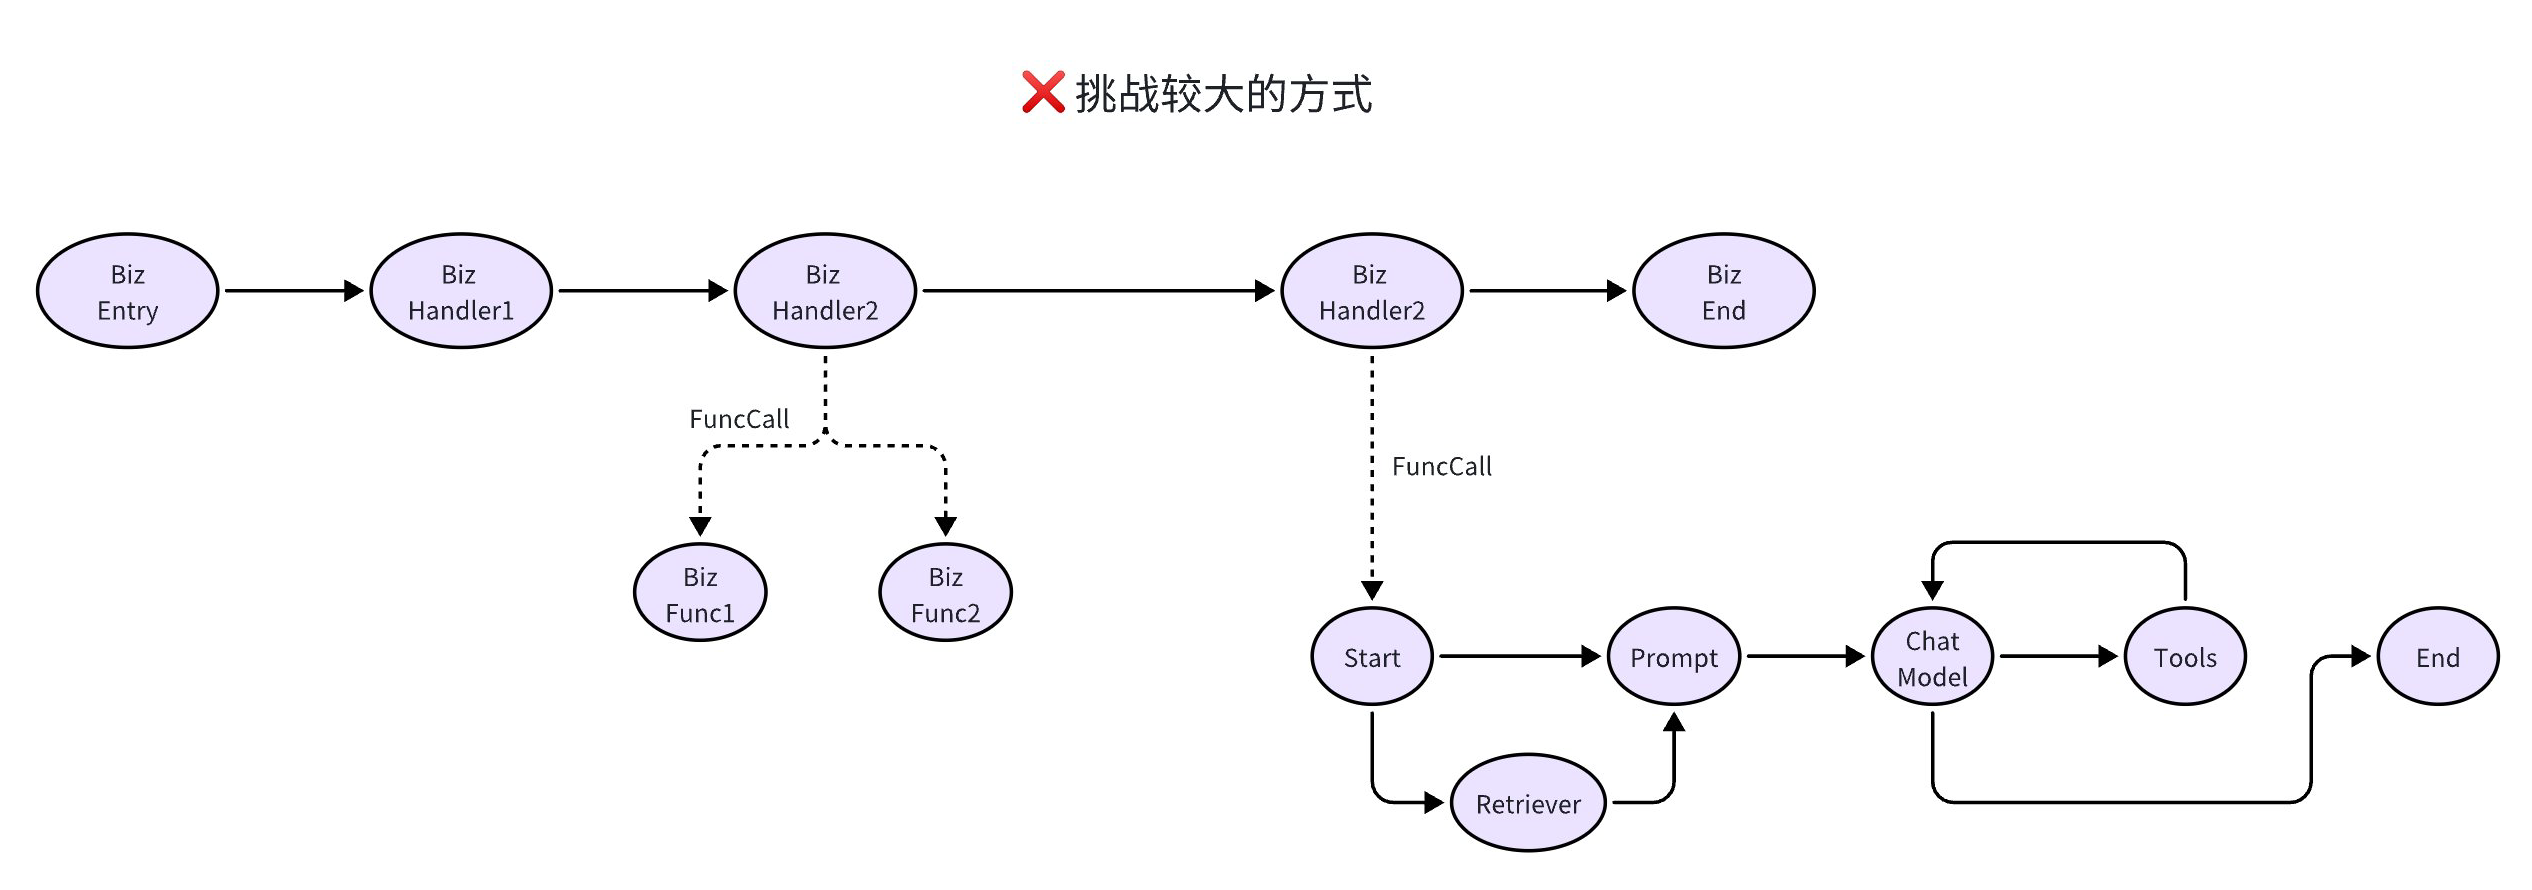 ❌ 挑战较大的方式
Biz
Entry
Biz
Handler1
Biz
Handler2
Biz
Handler2
Biz
End
FuncCall
FuncCall
Biz
Func1
Biz
Func2
Start
Prompt
Chat
Model
Tools
End
Retriever